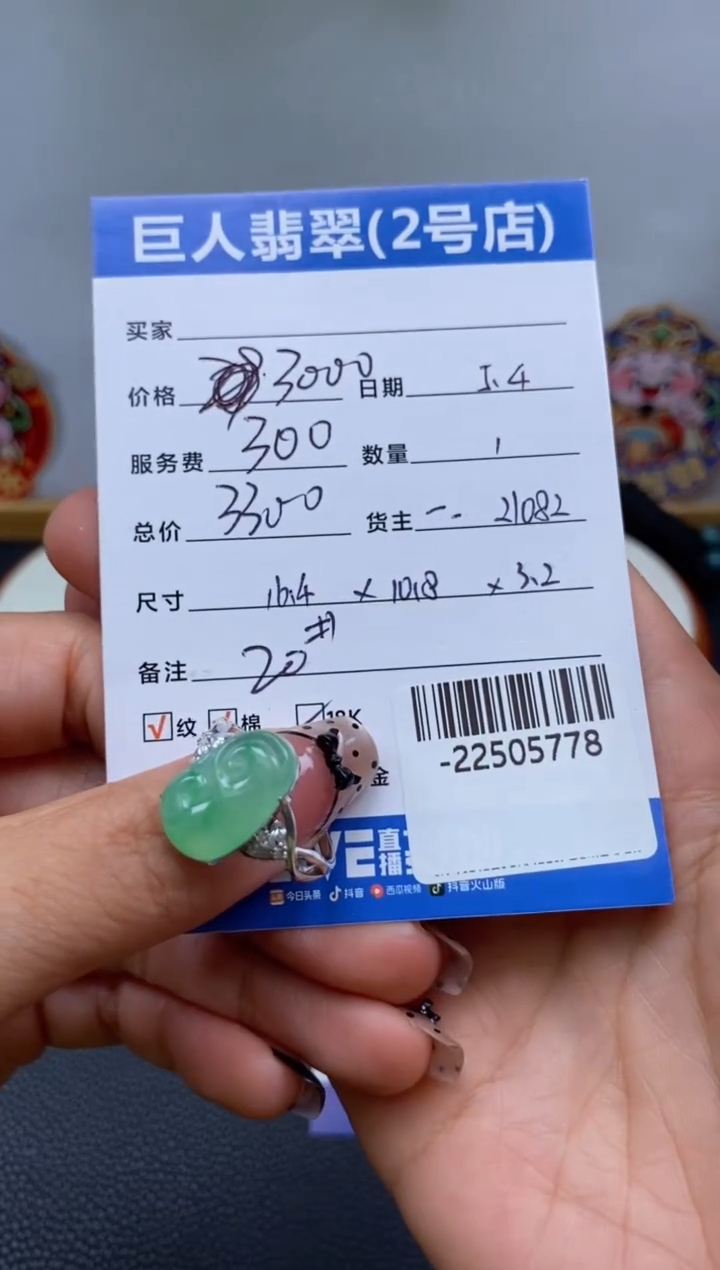 巨人翡翠(2号店)
买家
价格 3000 日期 5.4
服务费 300 数量 1
总价 3300 货主 21082
尺寸 16.4 × 10.8 × 3.2
备注 20#
纹 棉 18K
金
-22505778
直
播
今日头条 抖音 西瓜视频 抖音火山版